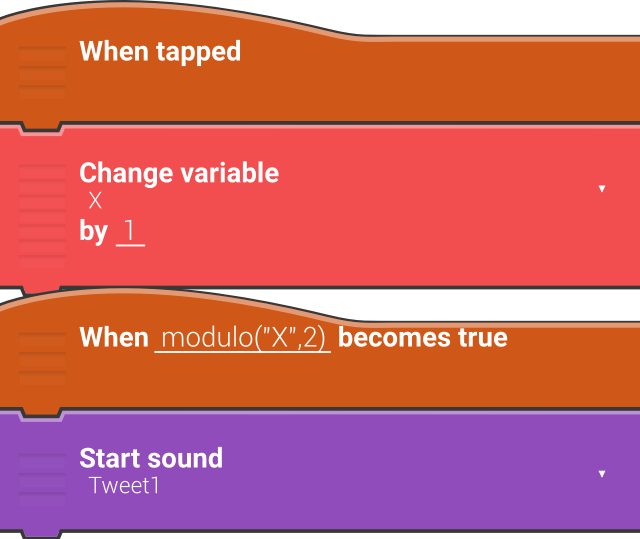 When tapped
Change variable
X
by 1
When modulo("X",2) becomes true
Start sound
Tweet1